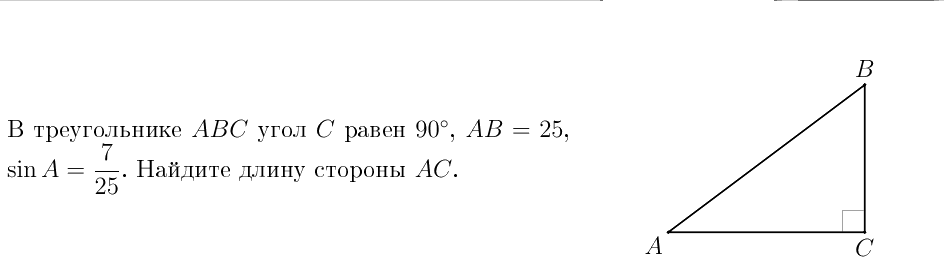 В треугольнике ABC угол C равен 90°, AB = 25,
sin A = 7/25. Найдите длину стороны AC.
B
A
C